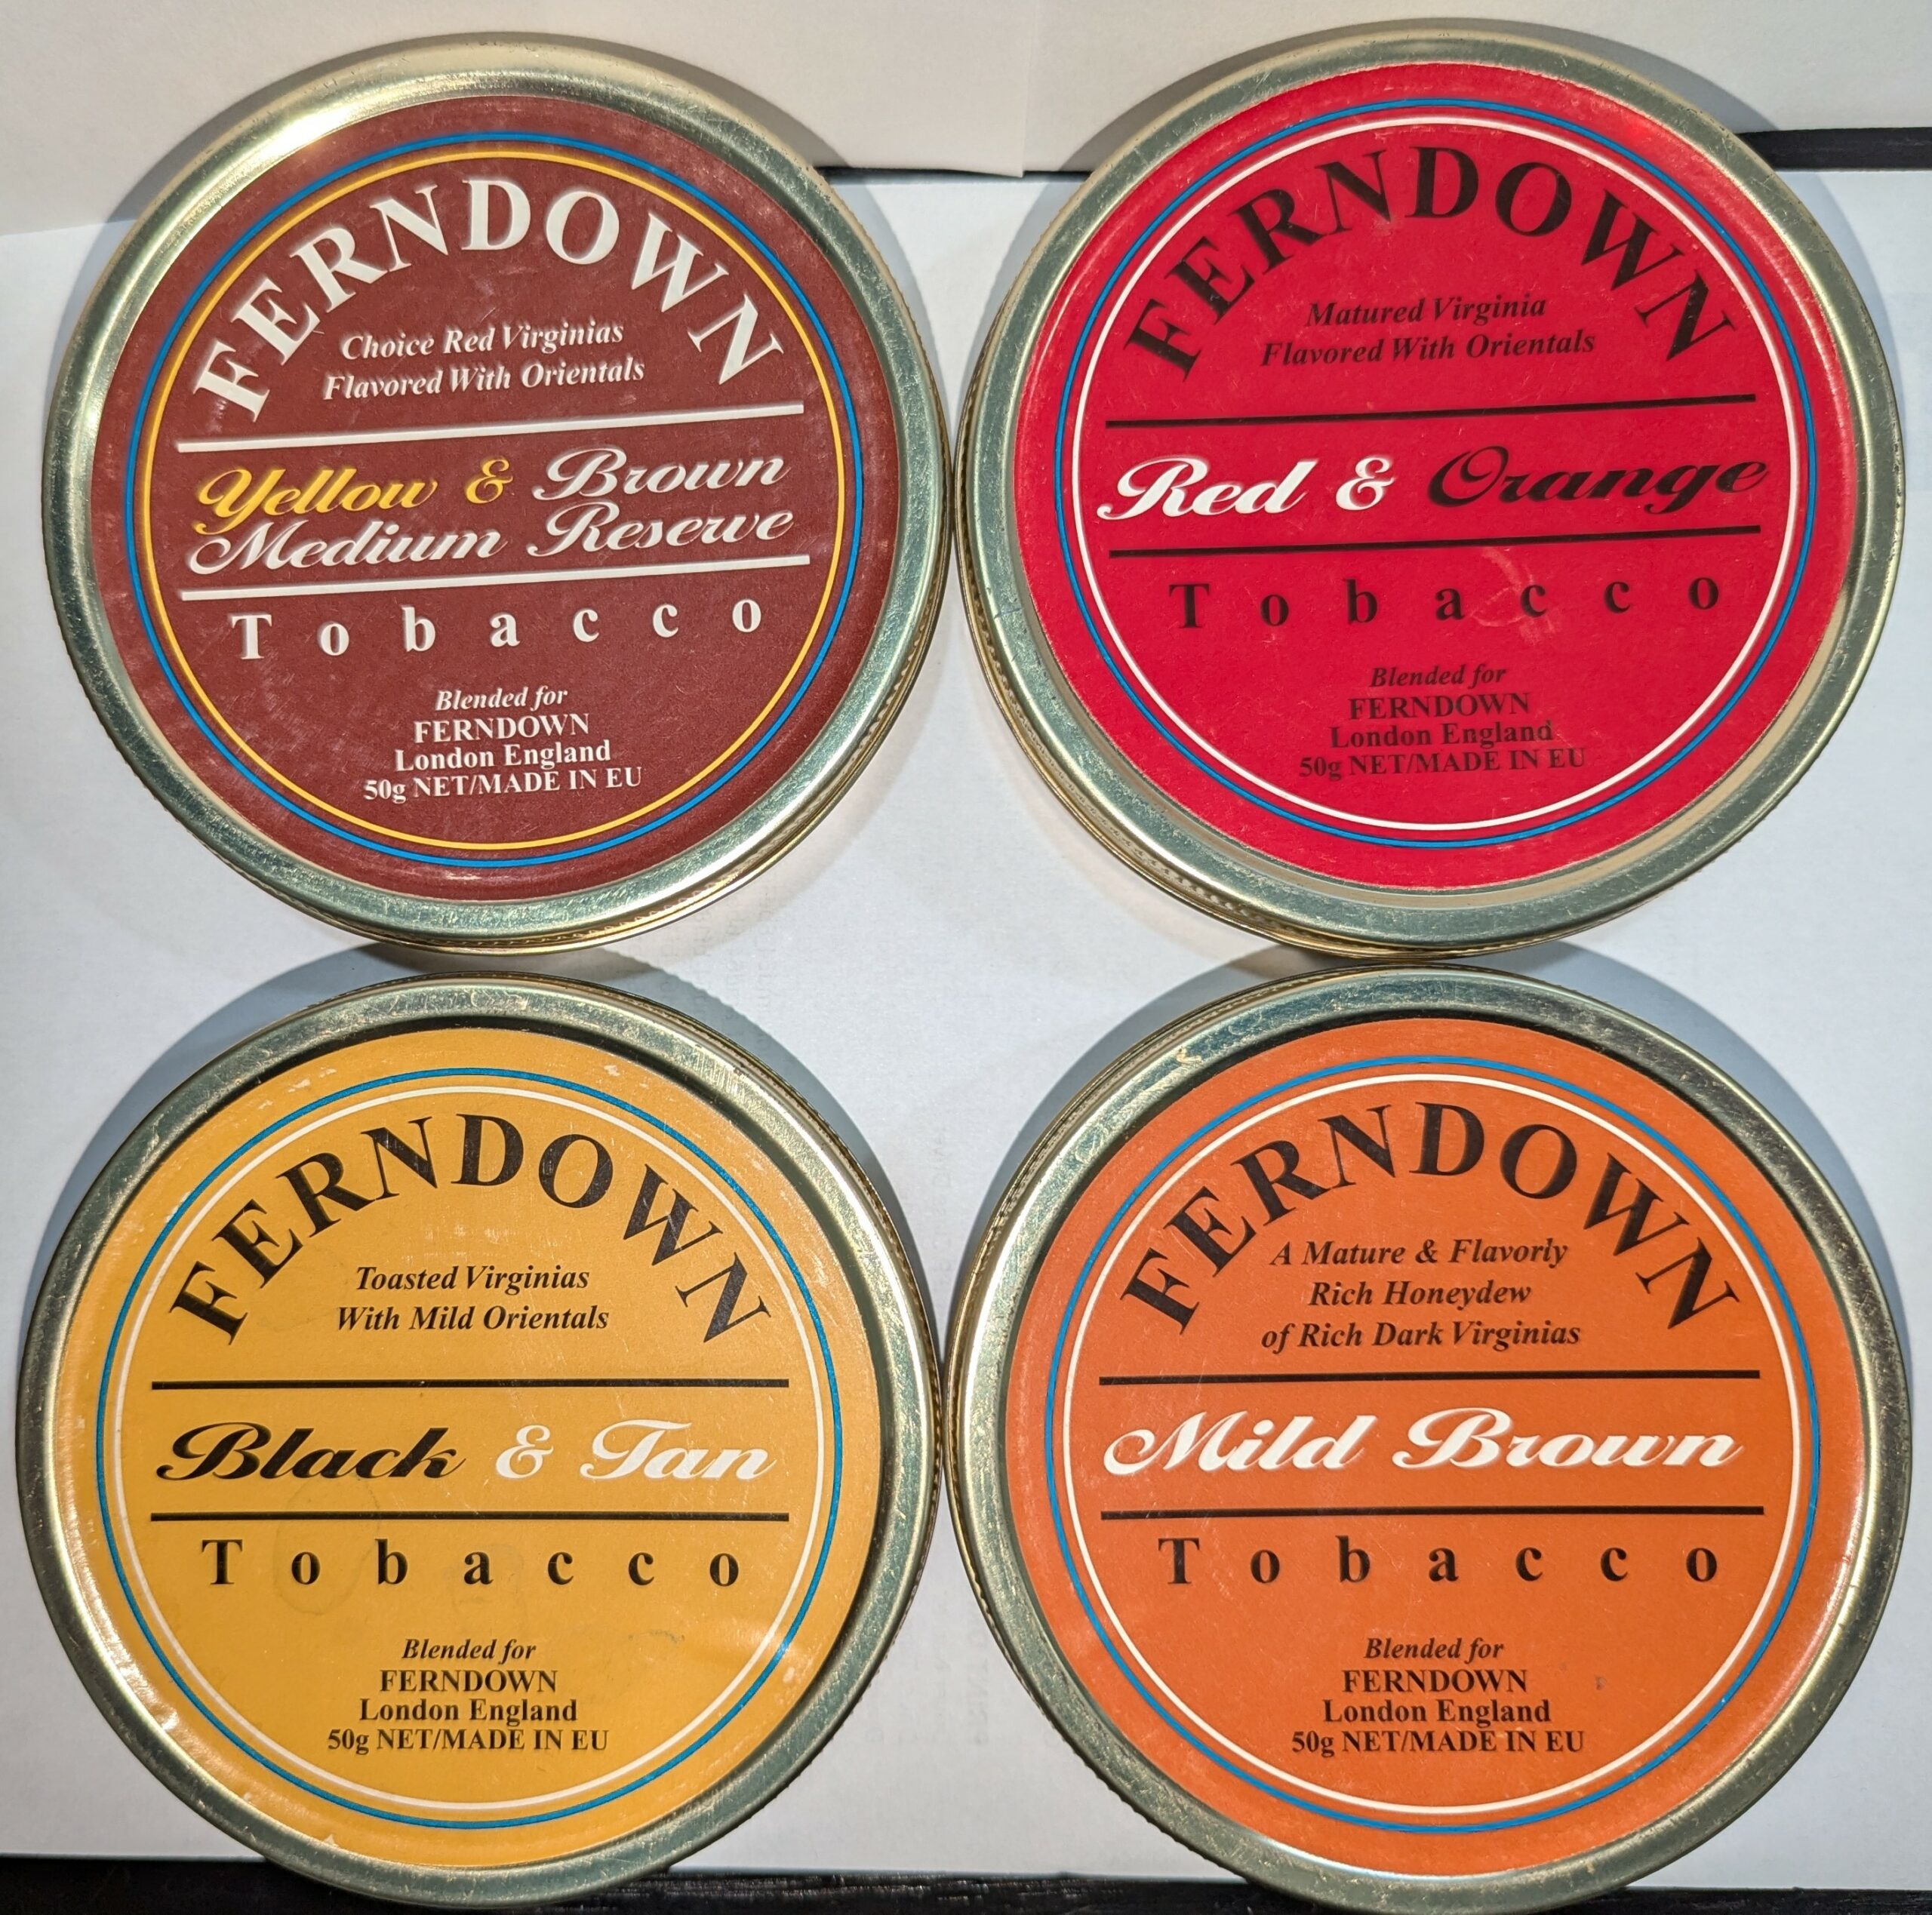 FERNDOWN
Choice Red Virginias
Flavored With Orientals
Yellow & Brown
Medium Reserve
Tobacco
Blended for
FERNDOWN
London England
50g NET/MADE IN EU
FERNDOWN
Matured Virginia
Flavored With Orientals
Red & Orange
Tobacco
Blended for
FERNDOWN
London England
50g NET/MADE IN EU
FERNDOWN
Toasted Virginias
With Mild Orientals
Black & Tan
Tobacco
Blended for
FERNDOWN
London England
50g NET/MADE IN EU
FERNDOWN
A Mature & Flavorly
Rich Honeydew
of Rich Dark Virginias
Mild Brown
Tobacco
Blended for
FERNDOWN
London England
50g NET/MADE IN EU